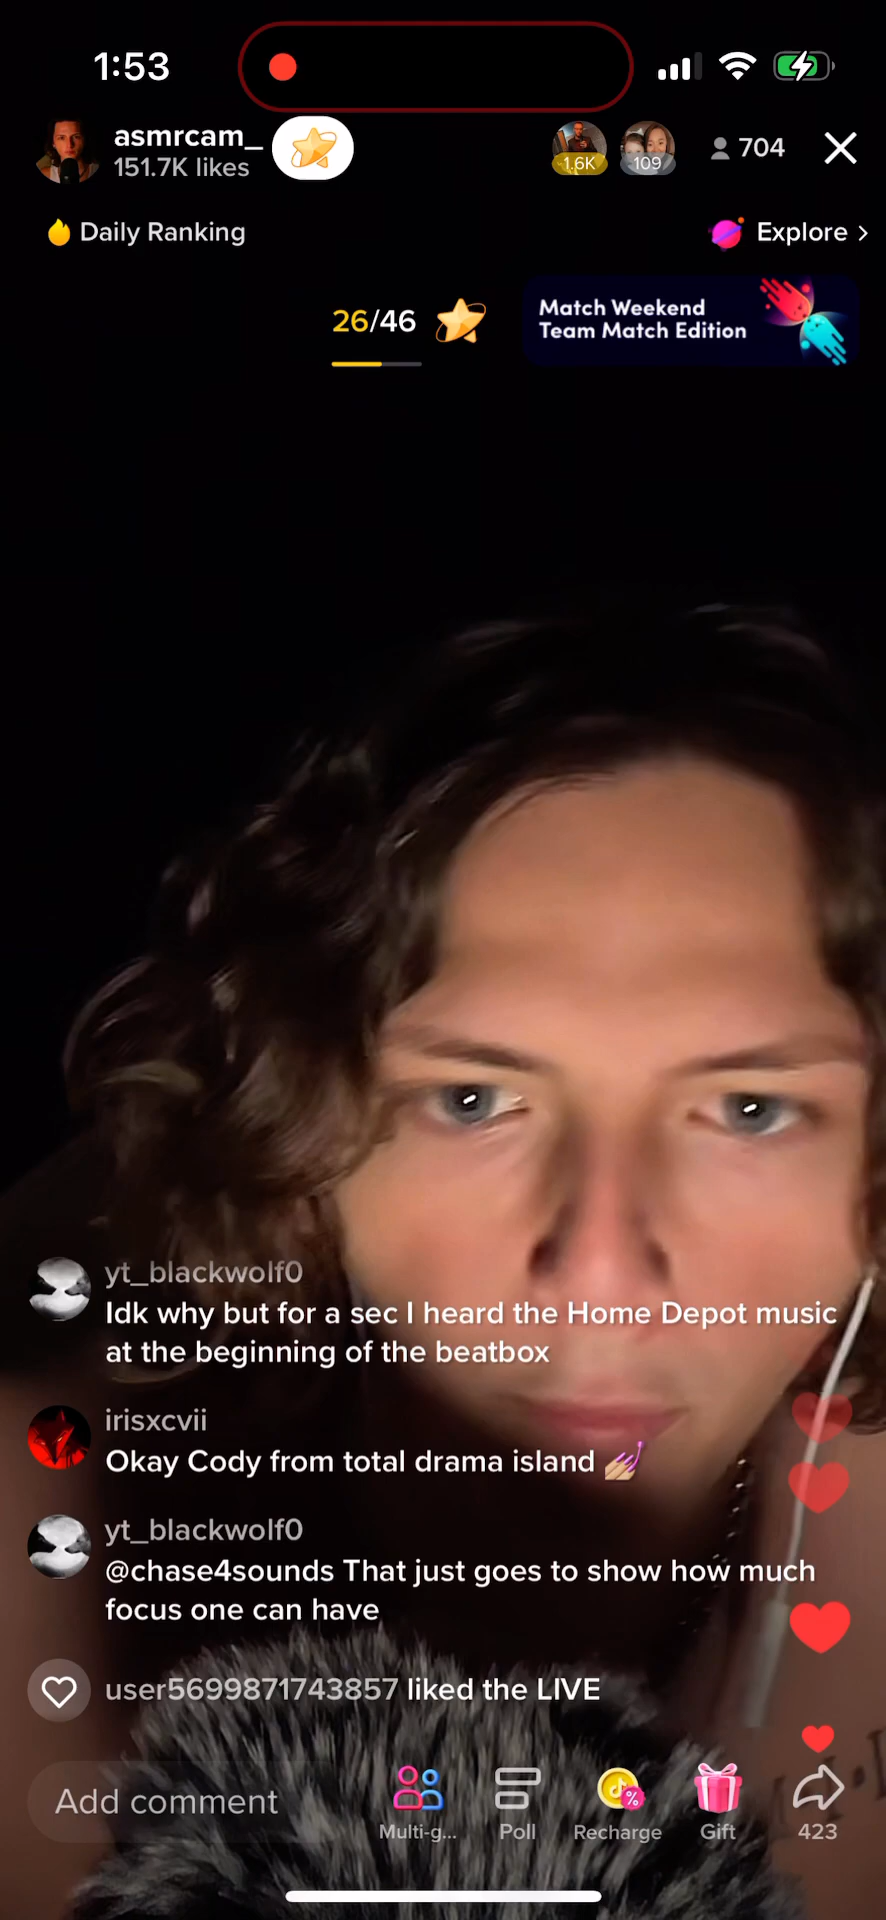 1:53
asmrcam_
151.7K likes
1.6K
109
704
Daily Ranking
Explore >
26/46
Match Weekend
Team Match Edition
yt_blackwolf0
Idk why but for a sec I heard the Home Depot music
at the beginning of the beatbox
irisxcvii
Okay Cody from total drama island 💅🏼
yt_blackwolf0
@chase4sounds That just goes to show how much
focus one can have
user5699871743857 liked the LIVE
Add comment
Multi-g...
Poll
Recharge
Gift
423